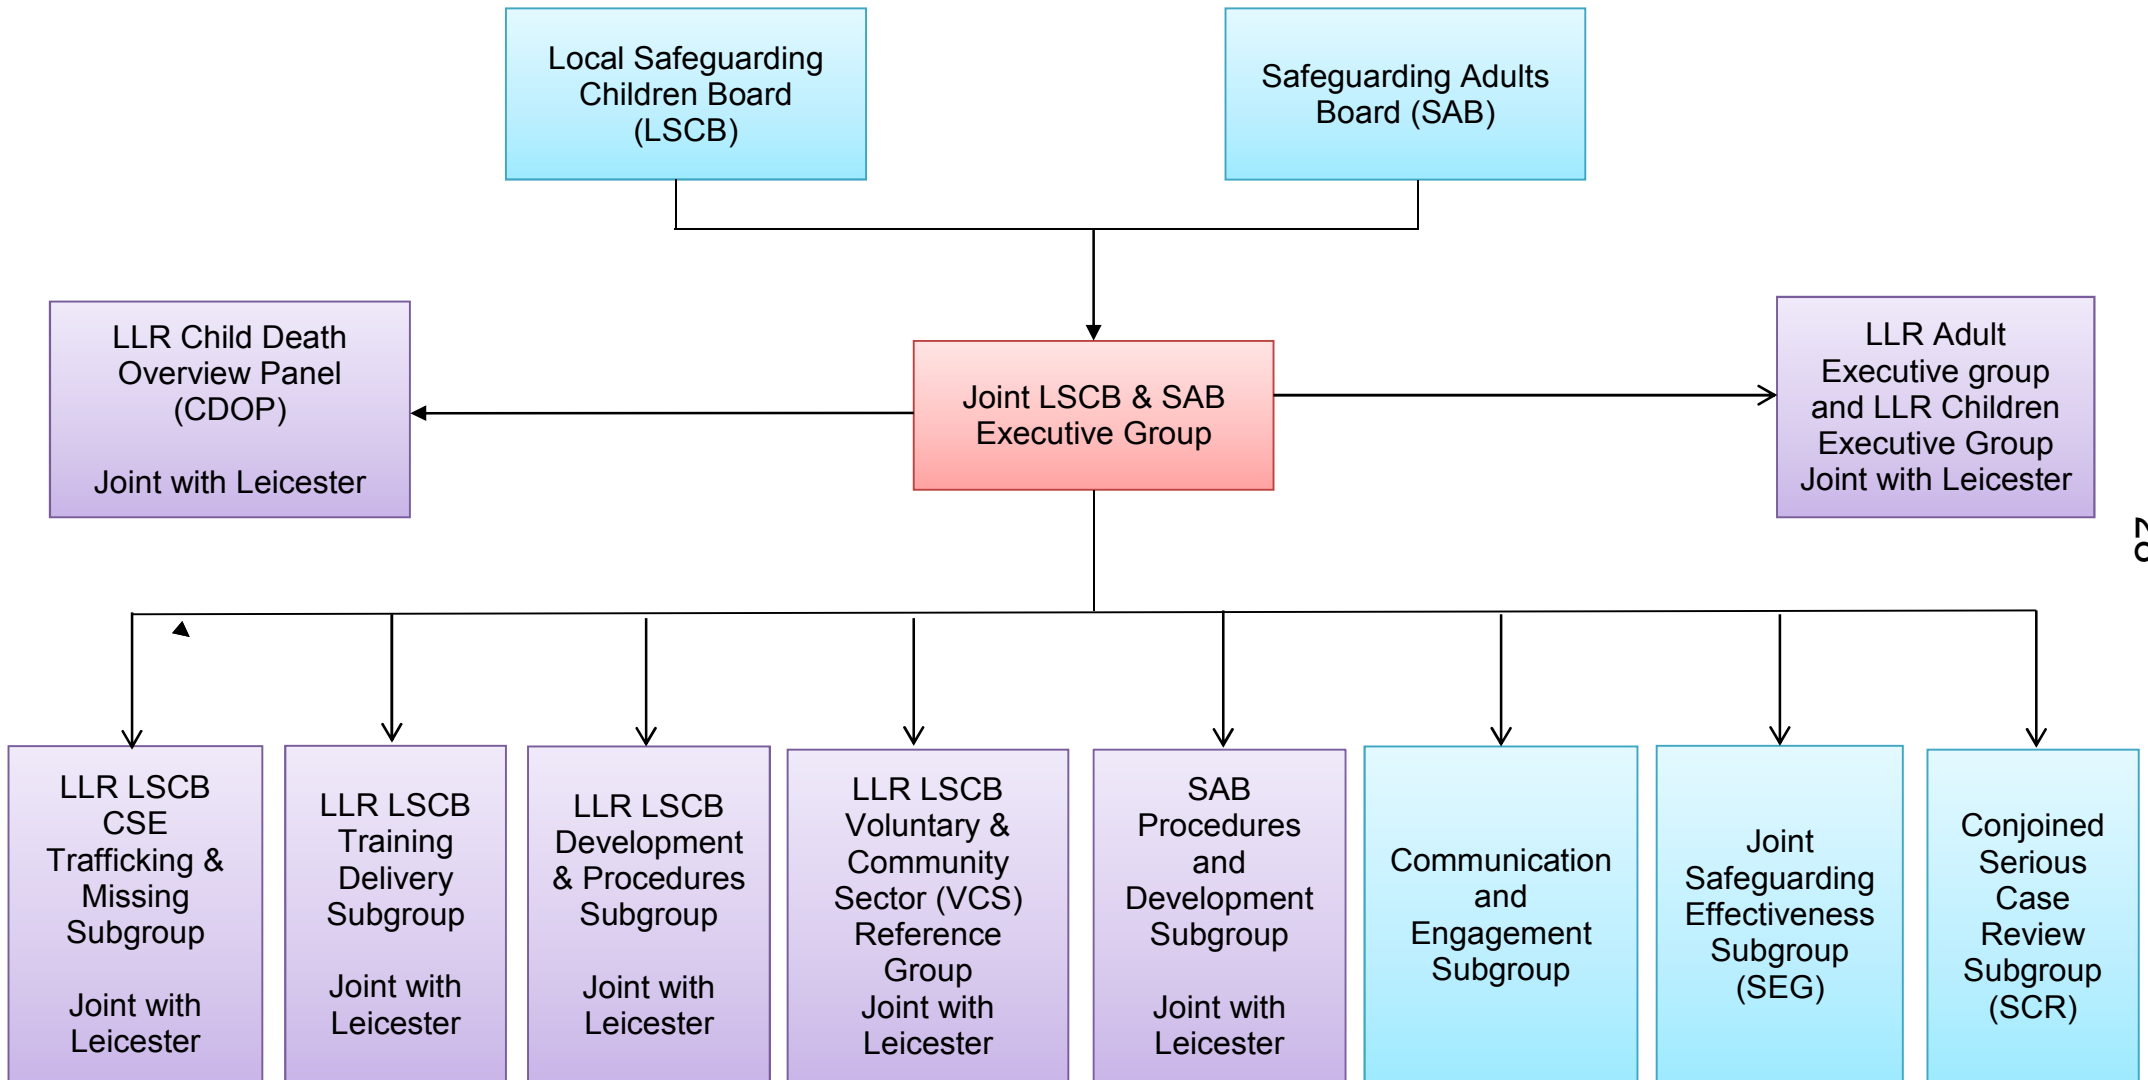 Local Safeguarding
Children Board
(LSCB)
Safeguarding Adults
Board (SAB)
LLR Child Death
Overview Panel
(CDOP)
Joint with Leicester
Joint LSCB & SAB
Executive Group
LLR Adult
Executive group
and LLR Children
Executive Group
Joint with Leicester
LLR LSCB
CSE
Trafficking &
Missing
Subgroup
Joint with
Leicester
LLR LSCB
Training
Delivery
Subgroup
Joint with
Leicester
LLR LSCB
Development
& Procedures
Subgroup
Joint with
Leicester
LLR LSCB
Voluntary &
Community
Sector (VCS)
Reference
Group
Joint with
Leicester
SAB
Procedures
and
Development
Subgroup
Joint with
Leicester
Communication
and
Engagement
Subgroup
Joint
Safeguarding
Effectiveness
Subgroup
(SEG)
Conjoined
Serious
Case
Review
Subgroup
(SCR)